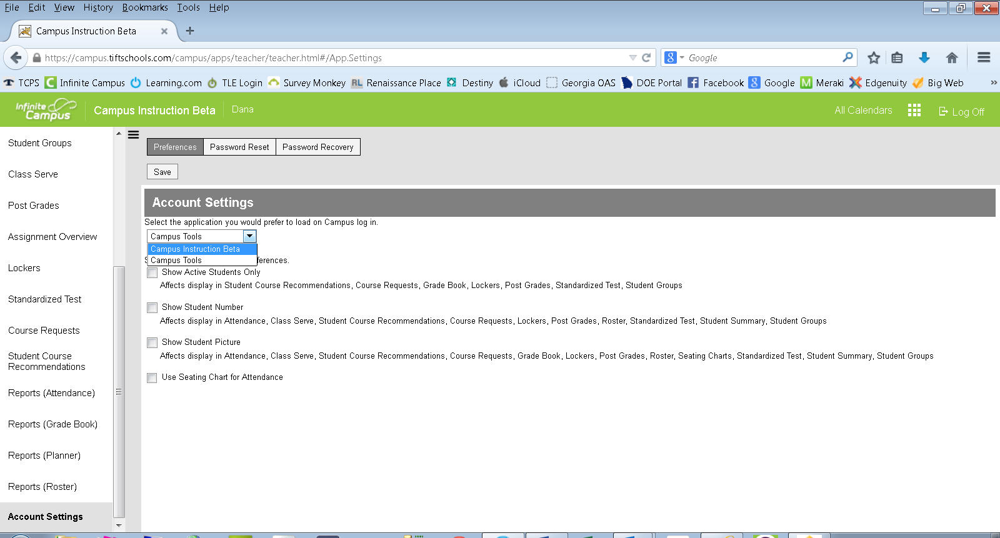 File Edit View History Bookmarks Tools Help
Campus Instruction Beta
https://campus.tiftschools.com/campus/apps/teacher/teacher.html#/App.Settings
Google
TCPS Infinite Campus Learning.com TLE Login Survey Monkey RL Renaissance Place Destiny iCloud Georgia OAS DOE Portal Facebook Google Meraki Edgenuity Big Web
Infinite Campus
Campus Instruction Beta Dana
All Calendars Log Off
Student Groups
Class Serve
Post Grades
Assignment Overview
Lockers
Standardized Test
Course Requests
Student Course
Recommendations
Reports (Attendance)
Reports (Grade Book)
Reports (Planner)
Reports (Roster)
Account Settings
Preferences Password Reset Password Recovery
Save
Account Settings
Select the application you would prefer to load on Campus log in.
Campus Tools
Campus Instruction Beta
Campus Tools
ferences.
Show Active Students Only
Affects display in Student Course Recommendations, Course Requests, Grade Book, Lockers, Post Grades, Standardized Test, Student Groups
Show Student Number
Affects display in Attendance, Class Serve, Student Course Recommendations, Course Requests, Lockers, Post Grades, Roster, Standardized Test, Student Summary, Student Groups
Show Student Picture
Affects display in Attendance, Class Serve, Student Course Recommendations, Course Requests, Grade Book, Lockers, Post Grades, Roster, Seating Charts, Standardized Test, Student Summary, Student Groups
Use Seating Chart for Attendance